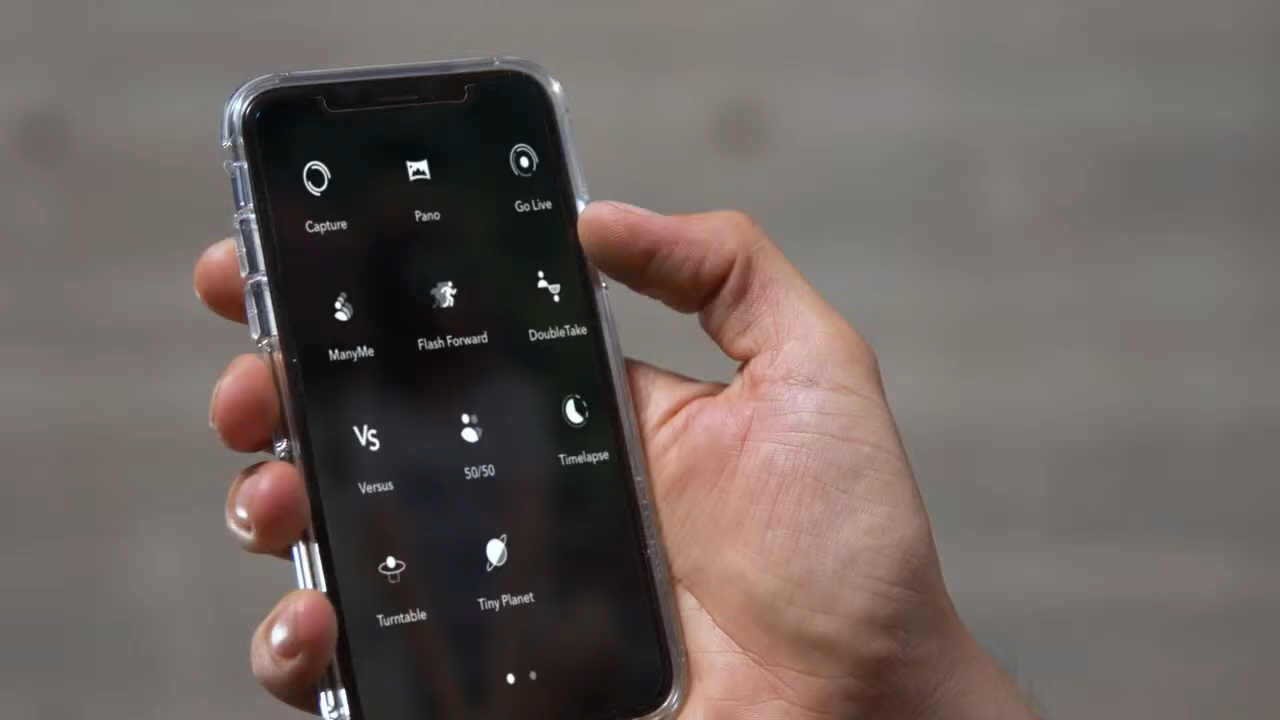 Capture
Pano
Go Live
ManyMe
Flash Forward
DoubleTake
VS
Versus
50/50
Timelapse
Turntable
Tiny Planet